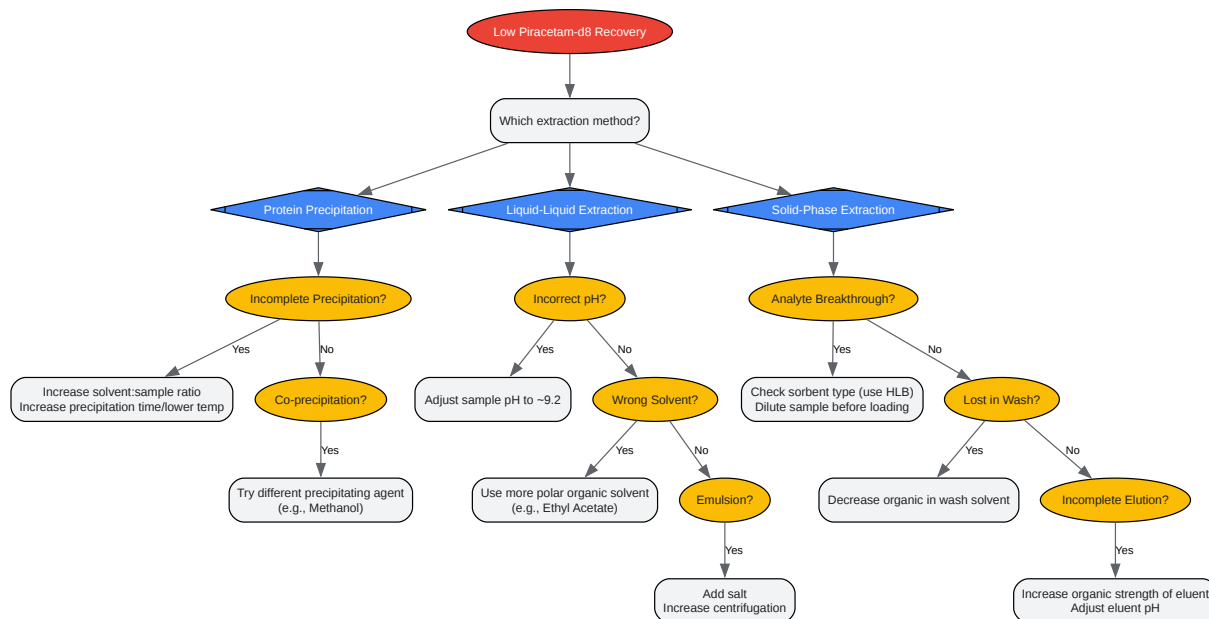 Low Piracetam-d8 Recovery
Which extraction method?
Protein Precipitation
Liquid-Liquid Extraction
Solid-Phase Extraction
Incomplete Precipitation?
Incorrect pH?
Analyte Breakthrough?
Yes
No
Yes
No
Yes
No
Increase solvent:sample ratio
Increase precipitation time/lower temp
Co-precipitation?
Adjust sample pH to ~9.2
Wrong Solvent?
Check sorbent type (use HLB)
Dilute sample before loading
Lost in Wash?
Yes
Yes
No
Yes
No
Try different precipitating agent
(e.g., Methanol)
Use more polar organic solvent
(e.g., Ethyl Acetate)
Emulsion?
Decrease organic in wash solvent
Incomplete Elution?
Yes
Yes
Add salt
Increase centrifugation
Increase organic strength of eluent
Adjust eluent pH